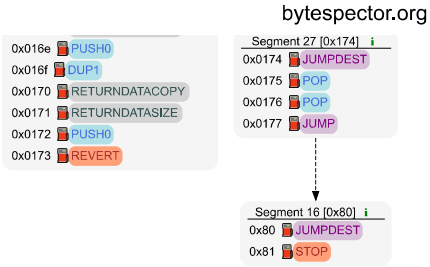 bytespector.org
0x016e PUSH0
0x016f DUP1
0x0170 RETURNDATACOPY
0x0171 RETURNDATASIZE
0x0172 PUSH0
0x0173 REVERT
Segment 27 [0x174] i
0x0174 JUMPDEST
0x0175 POP
0x0176 POP
0x0177 JUMP
Segment 16 [0x80] i
0x80 JUMPDEST
0x81 STOP